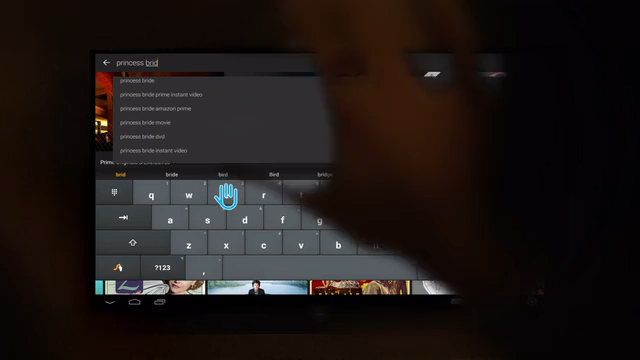 princess brid
princess bride
princess bride prime instant video
princess bride amazon prime
princess bride movie
princess bride dvd
princess bride instant video
brid bride bird Bird
q w r
a s d f
z x c v b
?123 ,